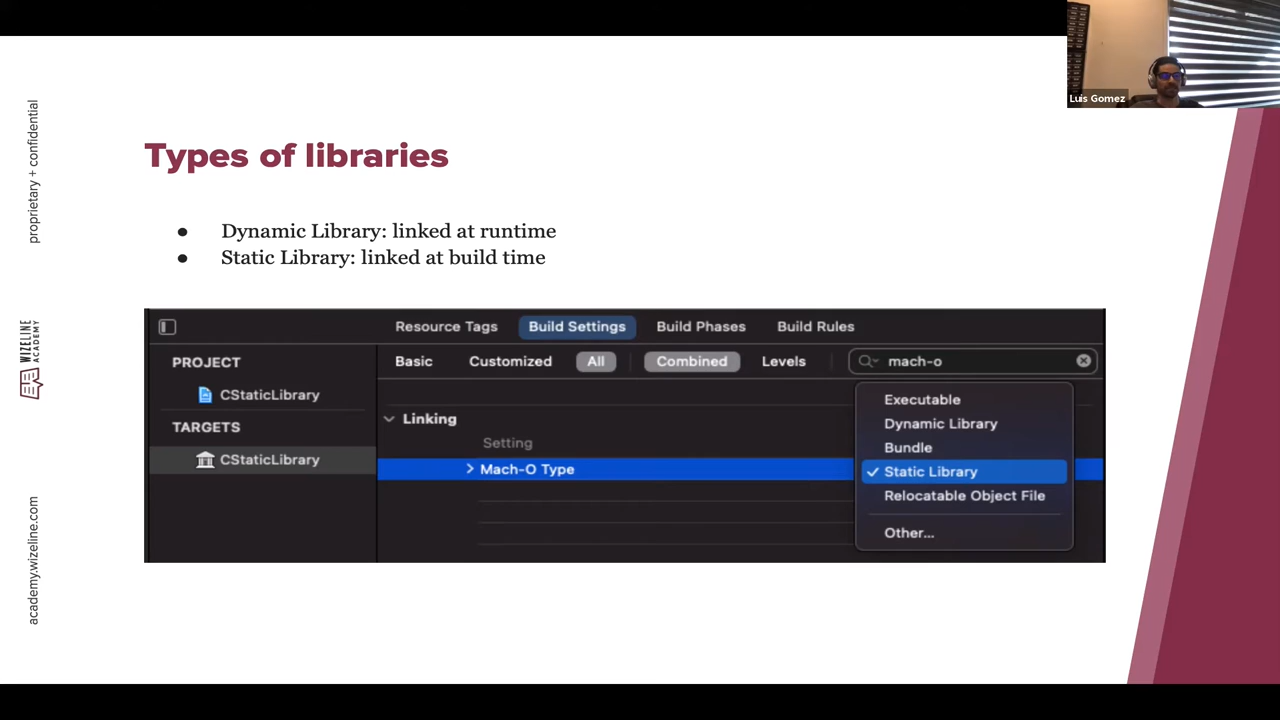 Luis Gomez
proprietary + confidential
WIZELINE
ACADEMY
academy.wizeline.com
Types of libraries
● Dynamic Library: linked at runtime
● Static Library: linked at build time
Resource Tags Build Settings Build Phases Build Rules
PROJECT
CStaticLibrary
TARGETS
CStaticLibrary
Basic Customized All Combined Levels mach-o
Linking
Setting
Mach-O Type
Executable
Dynamic Library
Bundle
Static Library
Relocatable Object File
Other...